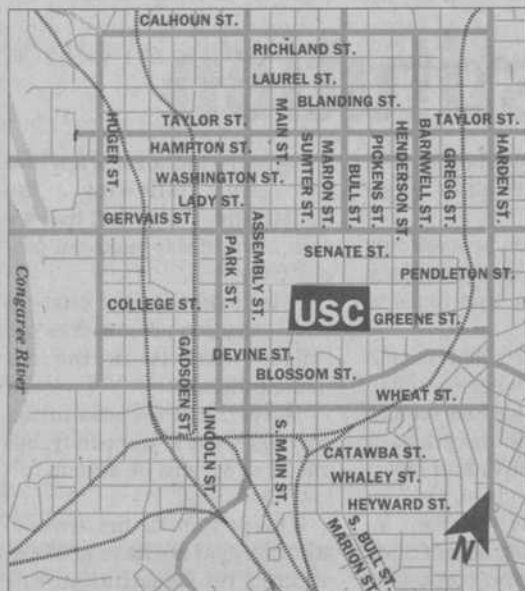 CALHOUN ST.
RICHLAND ST.
LAUREL ST.
BLANDING ST.
TAYLOR ST.
TAYLOR ST.
HAMPTON ST.
WASHINGTON ST.
LADY ST.
GERVAIS ST.
HUGER ST.
MAIN ST.
SUMTER ST.
MARION ST.
BULL ST.
PICKENS ST.
HENDERSON ST.
BARNWELL ST.
GREGG ST.
HARDEN ST.
PARK ST.
ASSEMBLY ST.
SENATE ST.
PENDLETON ST.
Congaree River
COLLEGE ST.
USC
GREENE ST.
GADSDEN ST.
DEVINE ST.
BLOSSOM ST.
WHEAT ST.
LINCOLN ST.
S. MAIN ST.
CATAWBA ST.
WHALEY ST.
HEYWARD ST.
S. BULL ST.
MARION ST.
N